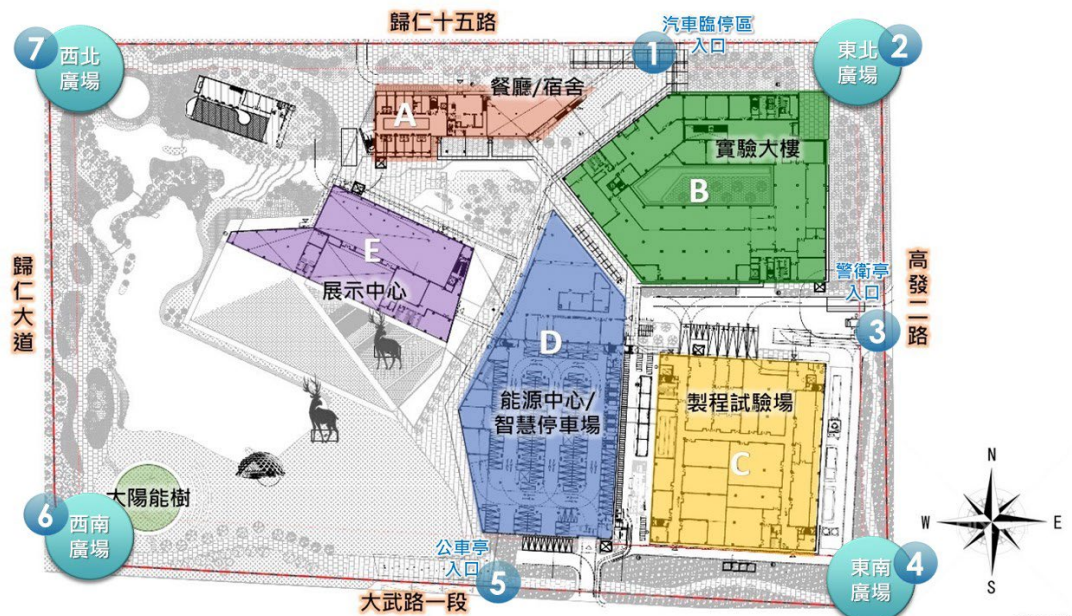 歸仁十五路
7
西北
廣場
1
汽車臨停區
入口
東北
廣場
2
A
餐廳/宿舍
實驗大樓
B
歸仁大道
E
展示中心
D
能源中心/
智慧停車場
警衛亭
入口
3
高發二路
製程試驗場
C
太陽能樹
6
西南
廣場
公車亭
入口
5
大武路一段
東南
廣場
4
N
W
E
S